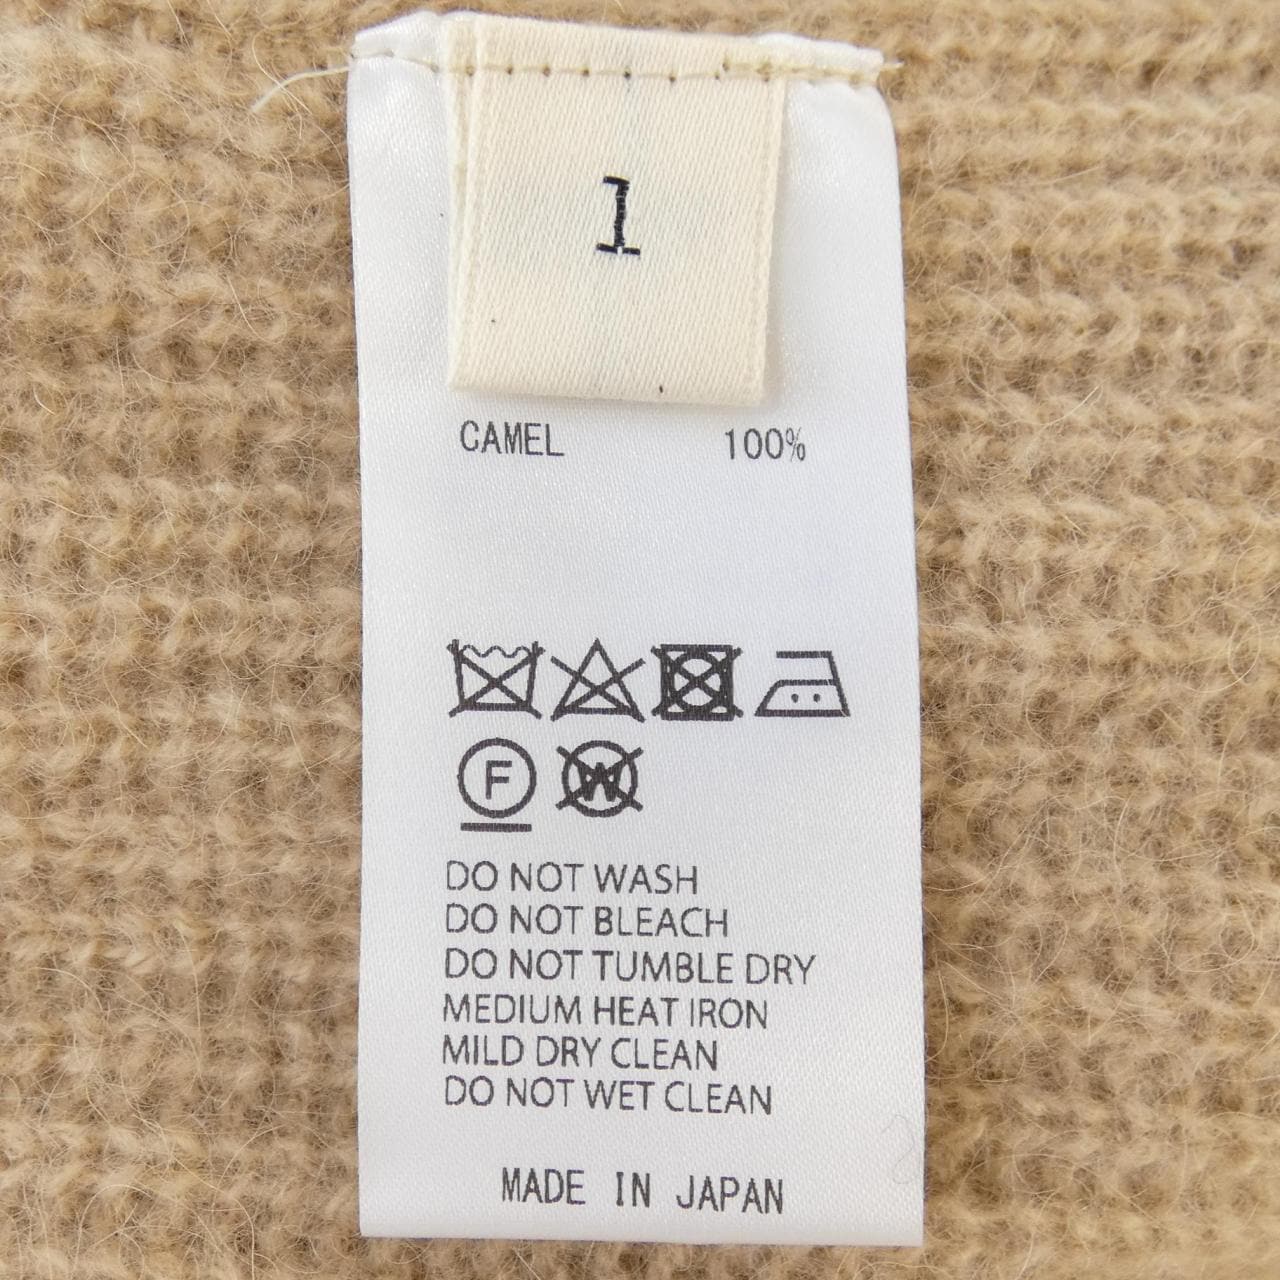 1
CAMEL 100%
F W
DO NOT WASH
DO NOT BLEACH
DO NOT TUMBLE DRY
MEDIUM HEAT IRON
MILD DRY CLEAN
DO NOT WET CLEAN
MADE IN JAPAN